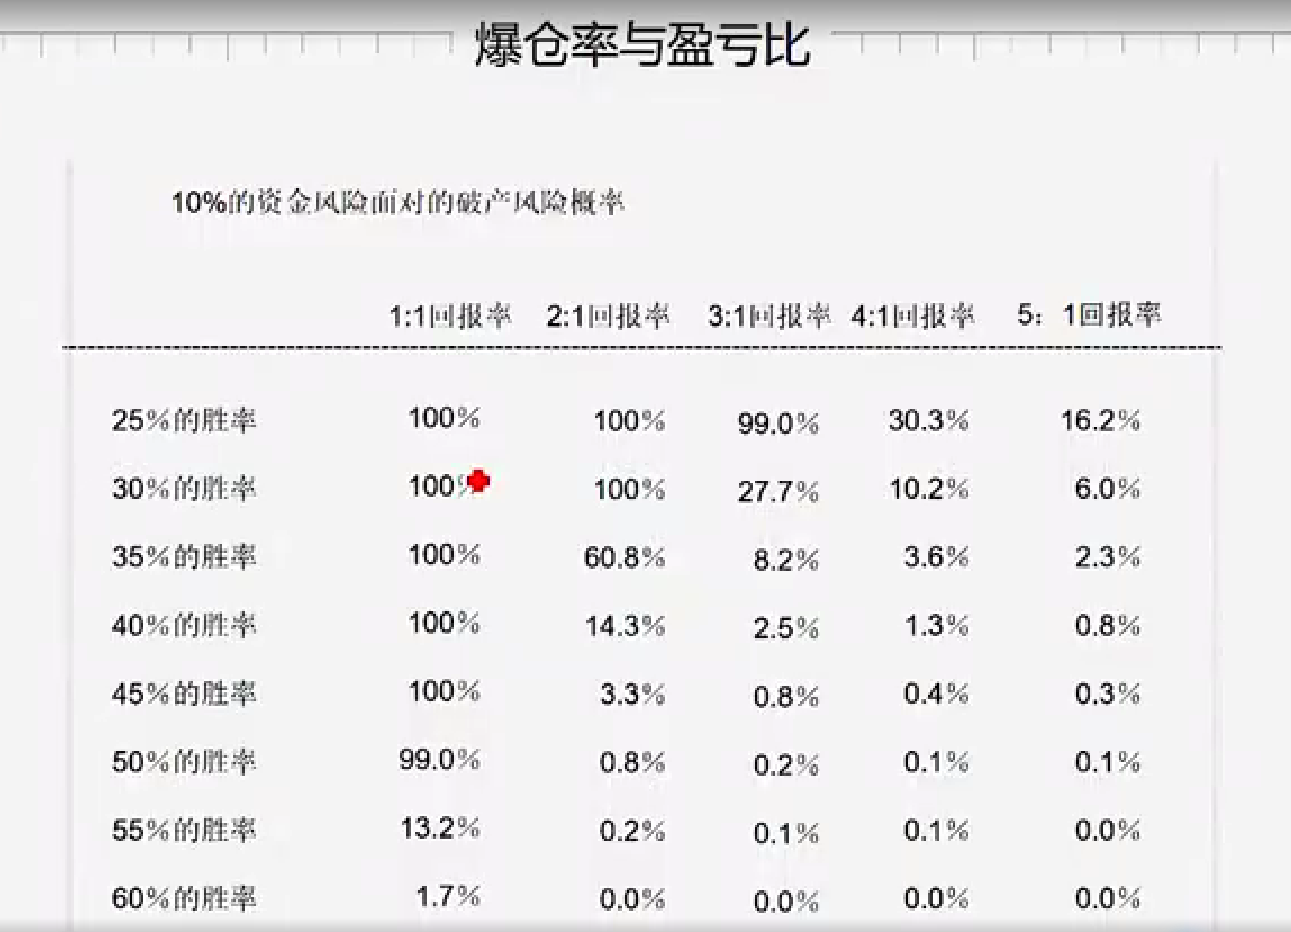 爆仓率与盈亏比
10%的资金风险面对的破产风险概率
1:1回报率 2:1回报率 3:1回报率 4:1回报率 5：1回报率
25%的胜率 100% 100% 99.0% 30.3% 16.2%
30%的胜率 100% 100% 27.7% 10.2% 6.0%
35%的胜率 100% 60.8% 8.2% 3.6% 2.3%
40%的胜率 100% 14.3% 2.5% 1.3% 0.8%
45%的胜率 100% 3.3% 0.8% 0.4% 0.3%
50%的胜率 99.0% 0.8% 0.2% 0.1% 0.1%
55%的胜率 13.2% 0.2% 0.1% 0.1% 0.0%
60%的胜率 1.7% 0.0% 0.0% 0.0% 0.0%